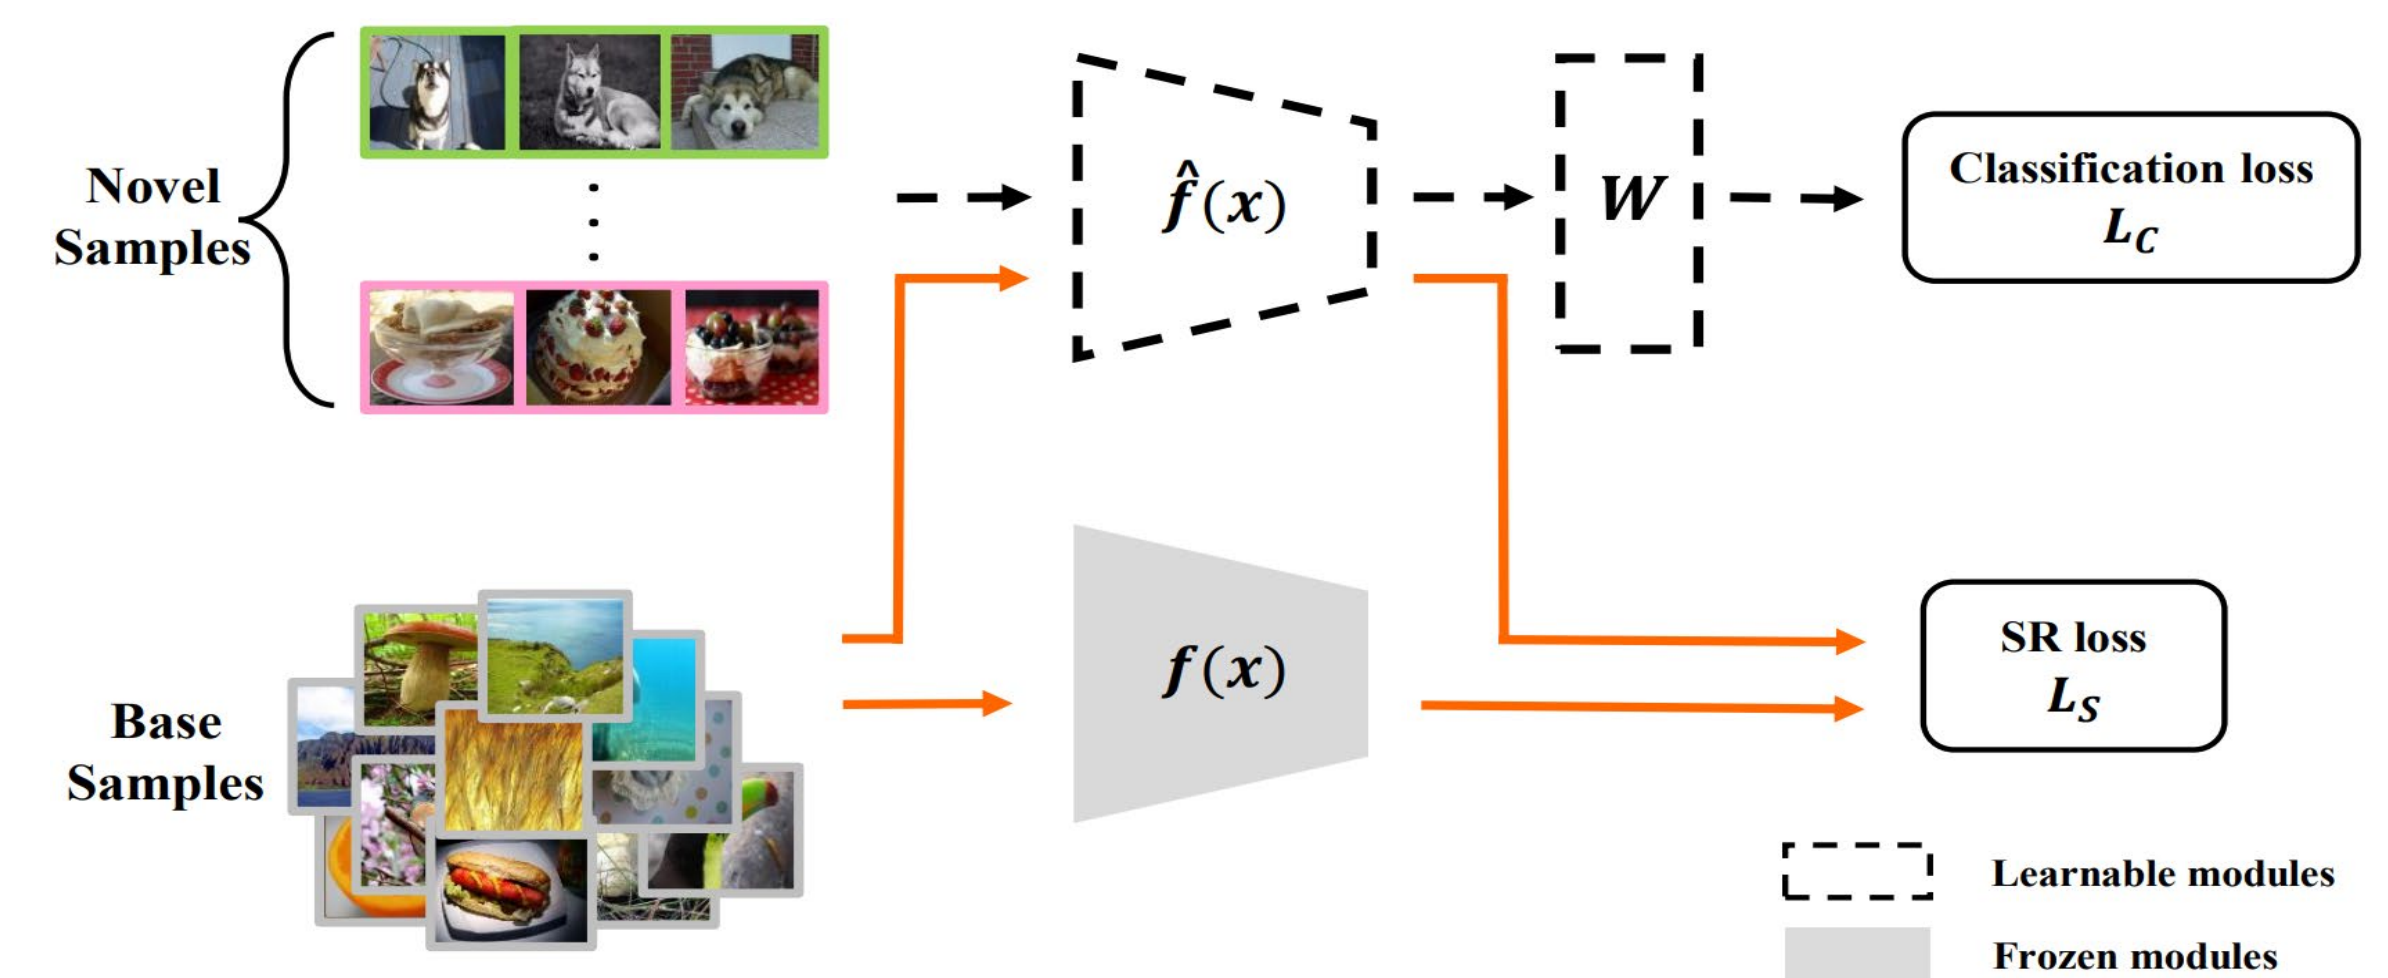 Novel
Samples
f̂(x)
W
Classification loss
L_C
Base
Samples
f(x)
SR loss
L_S
Learnable modules
Frozen modules